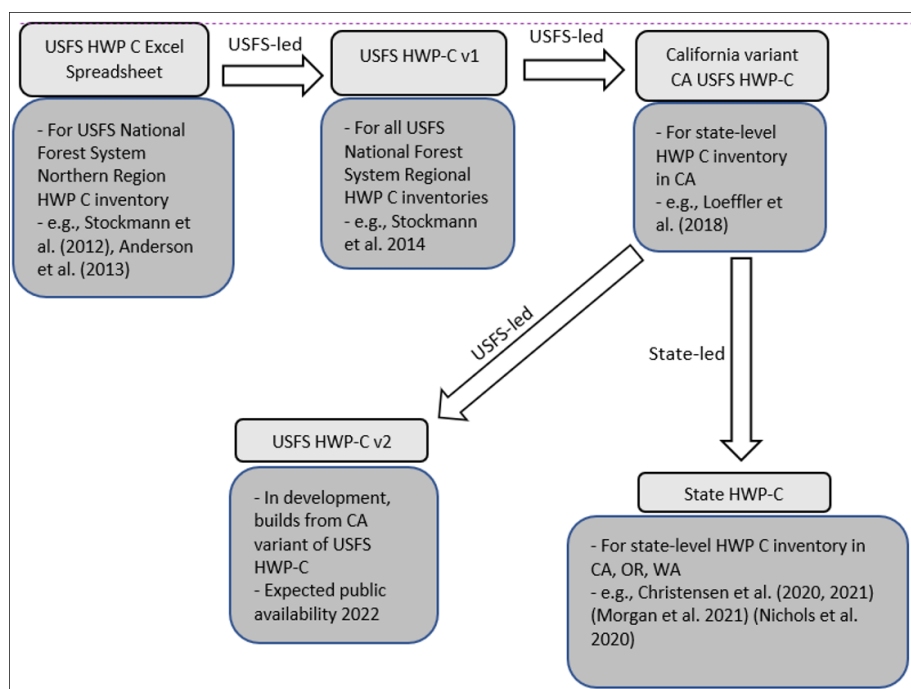 USFS HWP C Excel
Spreadsheet
USFS-led
USFS HWP-C v1
USFS-led
California variant
CA USFS HWP-C
- For USFS National
Forest System
Northern Region
HWP C inventory
- e.g., Stockmann et
al. (2012), Anderson
et al. (2013)
- For all USFS
National Forest
System Regional
HWP C inventories
- e.g., Stockmann
et al. 2014
- For state-level
HWP C inventory
in CA
- e.g., Loeffler et
al. (2018)
USFS-led
State-led
USFS HWP-C v2
- In development,
builds from CA
variant of USFS
HWP-C
- Expected public
availability 2022
State HWP-C
- For state-level HWP C inventory in
CA, OR, WA
- e.g., Christensen et al. (2020, 2021)
(Morgan et al. 2021) (Nichols et al.
2020)